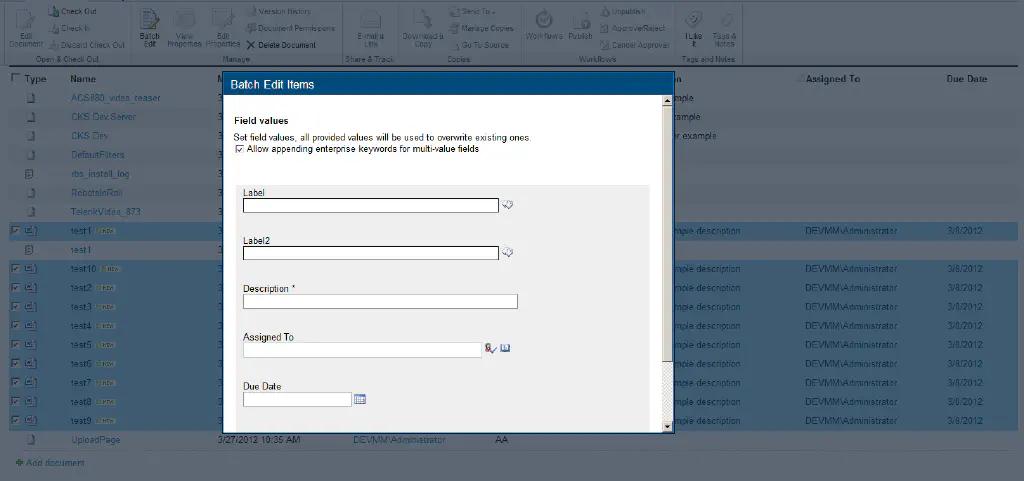 Edit Document
Check Out
Check In
Discard Check Out
Open & Check Out
Batch Edit
View Properties
Edit Properties
Version History
Document Permissions
Delete Document
Manage
E-mail a Link
Share & Track
Download a Copy
Send To
Manage Copies
Go To Source
Copies
Workflows
Publish
Unpublish
Approve/Reject
Cancel Approval
Workflows
I Like It
Tags & Notes
Tags and Notes
Type Name Assigned To Due Date
ACS880_video_teaser
CKS Dev Server
CKS Dev
DefaultFilters
rbs_install_log
TelerikVideo_873
test1 NEW mple description DEVMM\Administrator 3/8/2012
test1
test10 NEW mple description DEVMM\Administrator 3/8/2012
test2 NEW mple description DEVMM\Administrator 3/8/2012
test3 NEW mple description DEVMM\Administrator 3/8/2012
test4 NEW mple description DEVMM\Administrator 3/8/2012
test5 NEW mple description DEVMM\Administrator 3/8/2012
test6 NEW mple description DEVMM\Administrator 3/8/2012
test7 NEW mple description DEVMM\Administrator 3/8/2012
test8 NEW mple description DEVMM\Administrator 3/8/2012
test9 NEW mple description DEVMM\Administrator 3/8/2012
UploadPage 3/27/2012 10:35 AM DEVMM\Administrator AA
Add document
Batch Edit Items
Field values
Set field values, all provided values will be used to overwrite existing ones.
Allow appending enterprise keywords for multi-value fields
Label
Label2
Description *
Assigned To
Due Date